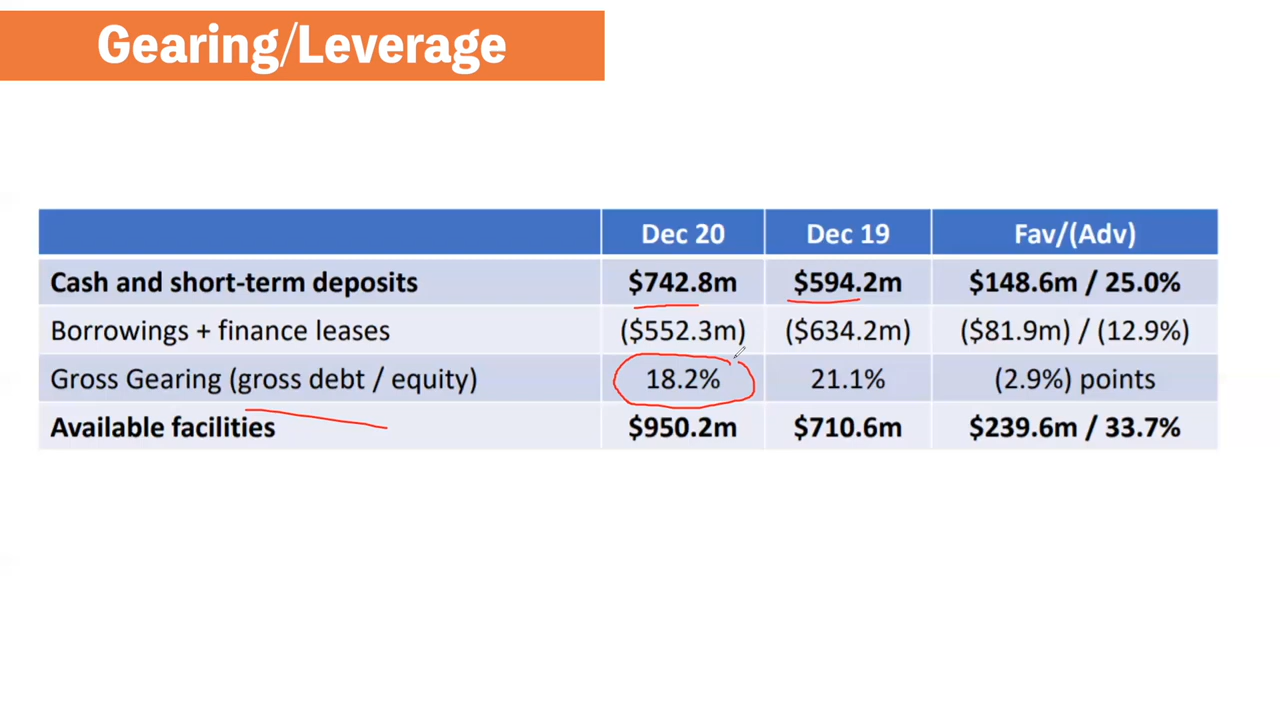 Gearing/Leverage
Dec 20 Dec 19 Fav/(Adv)
Cash and short-term deposits $742.8m $594.2m $148.6m / 25.0%
Borrowings + finance leases ($552.3m) ($634.2m) ($81.9m) / (12.9%)
Gross Gearing (gross debt / equity) 18.2% 21.1% (2.9%) points
Available facilities $950.2m $710.6m $239.6m / 33.7%